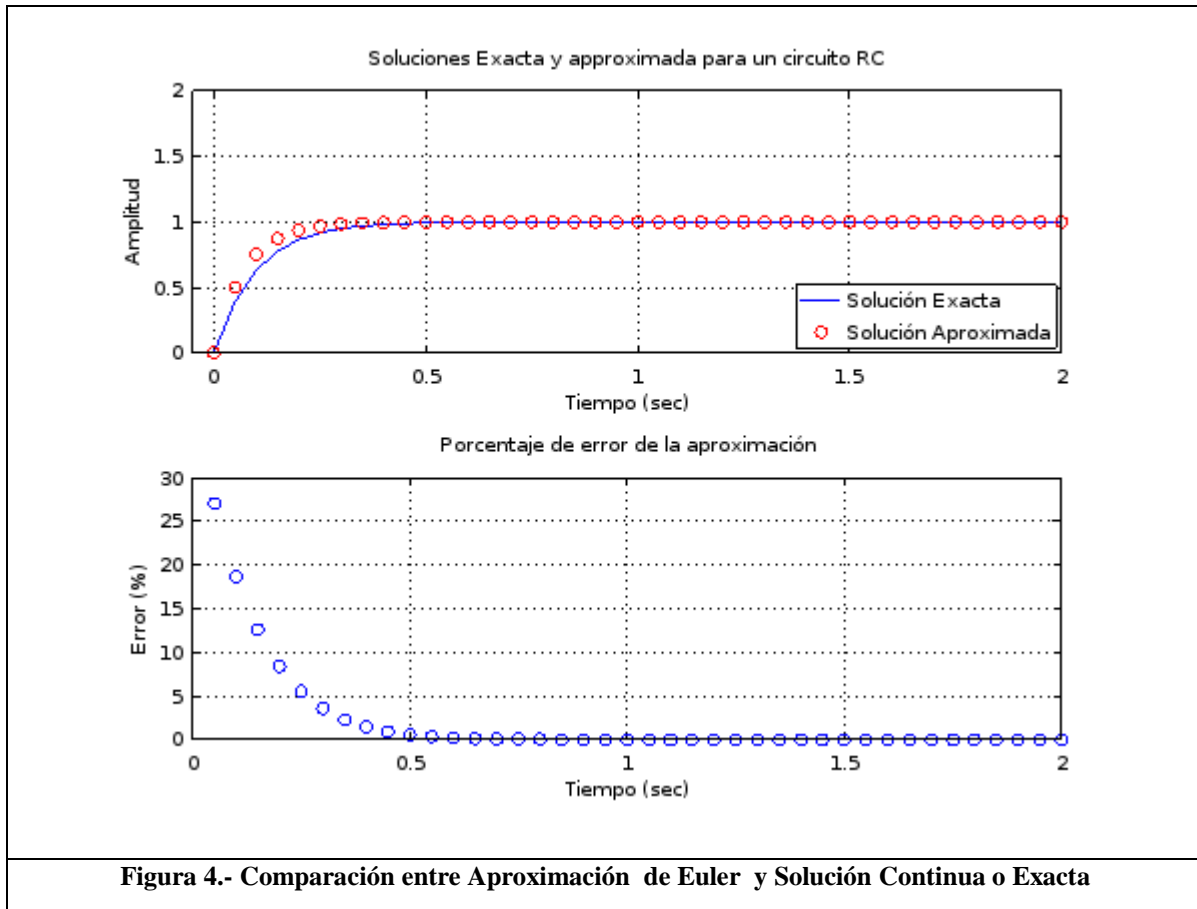 Soluciones Exacta y approximada para un circuito RC
2
1.5
1
0.5
0
Amplitud
Solución Exacta
Solución Aproximada
0 0.5 1 1.5 2
Tiempo (sec)
Porcentaje de error de la aproximación
30
25
20
15
10
5
0
Error (%)
0 0.5 1 1.5 2
Tiempo (sec)
Figura 4.- Comparación entre Aproximación de Euler y Solución Continua o Exacta